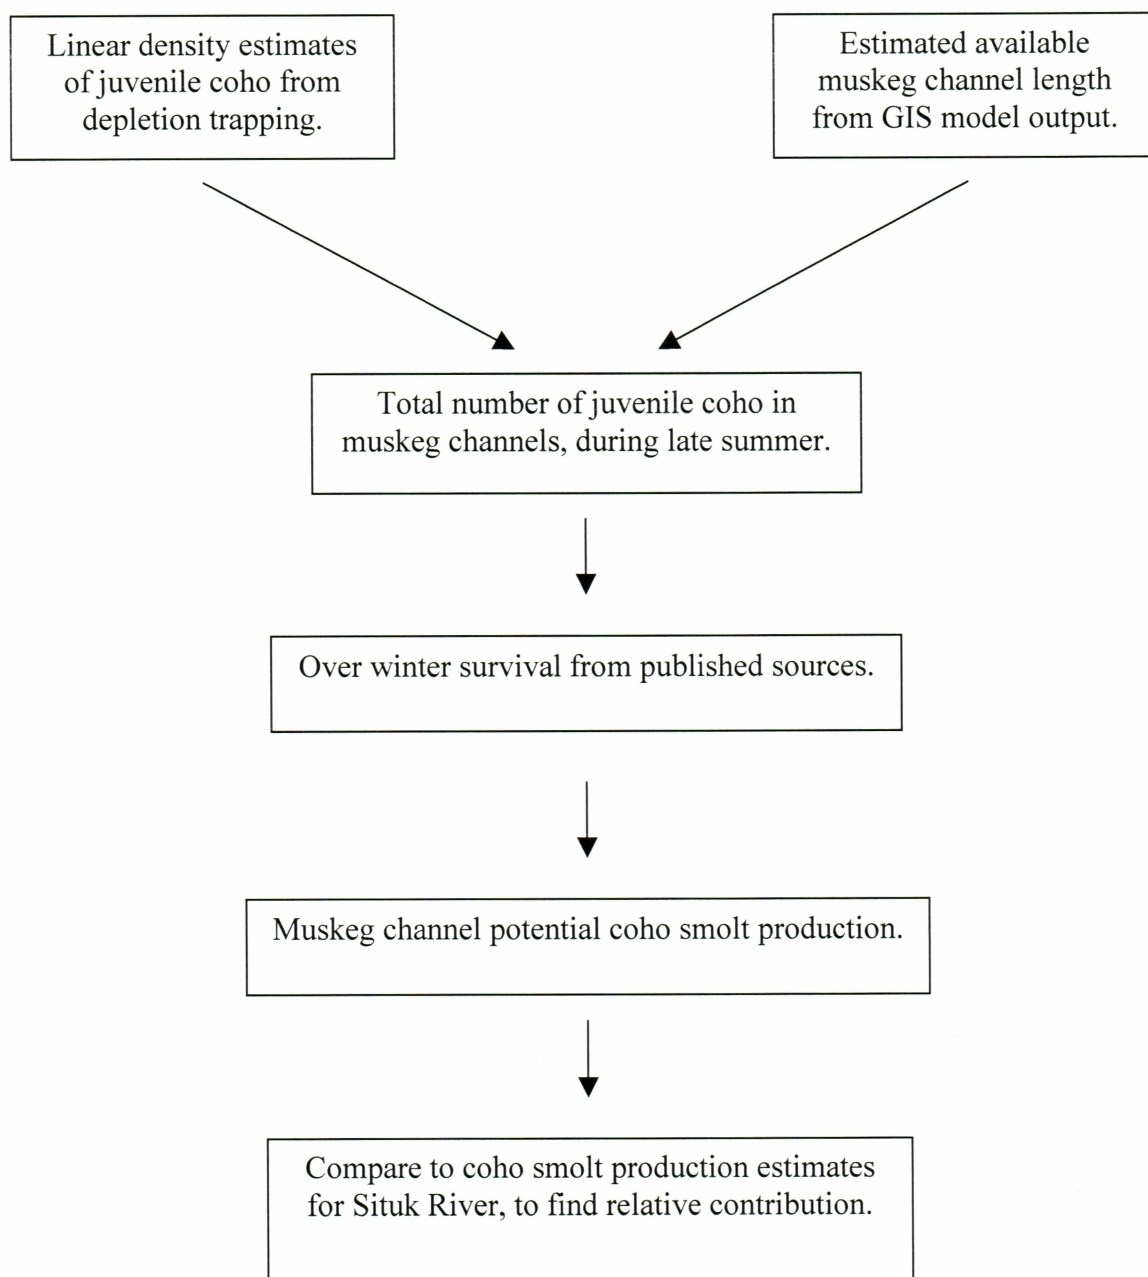 Linear density estimates
of juvenile coho from
depletion trapping.
Estimated available
muskeg channel length
from GIS model output.
Total number of juvenile coho in
muskeg channels, during late summer.
Over winter survival from published sources.
Muskeg channel potential coho smolt production.
Compare to coho smolt production estimates
for Situk River, to find relative contribution.